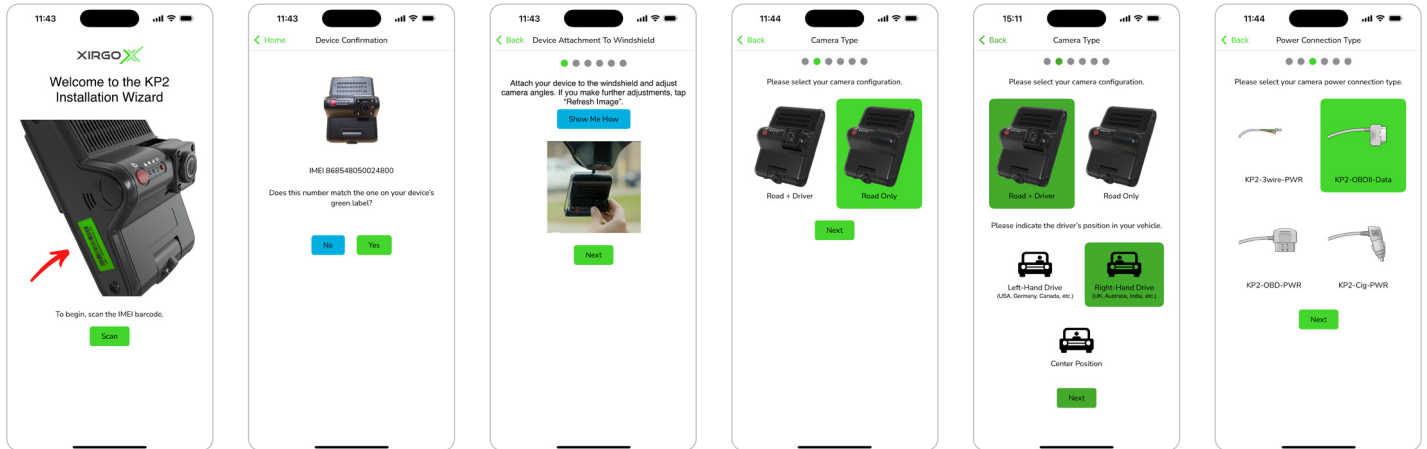 11:43
XIRGO
Welcome to the KP2
Installation Wizard
To begin, scan the IMEI barcode.
Scan
11:43
Home
Device Confirmation
IMEI 868548050024800
Does this number match the one on your device's
green label?
No
Yes
11:43
Back
Device Attachment To Windshield
Attach your device to the windshield and adjust
camera angles. If you make further adjustments, tap
"Refresh Image".
Show Me How
Next
11:44
Back
Camera Type
Please select your camera configuration.
Road + Driver
Road Only
Next
15:11
Back
Camera Type
Please select your camera configuration.
Road + Driver
Road Only
Please indicate the driver's position in your vehicle.
Left-Hand Drive
(USA, Germany, Canada, etc.)
Right-Hand Drive
(UK, Australia, India, etc.)
Center Position
Next
11:44
Back
Power Connection Type
Please select your camera power connection type.
KP2-3wire-PWR
KP2-OBDII-Data
KP2-OBD-PWR
KP2-Cig-PWR
Next